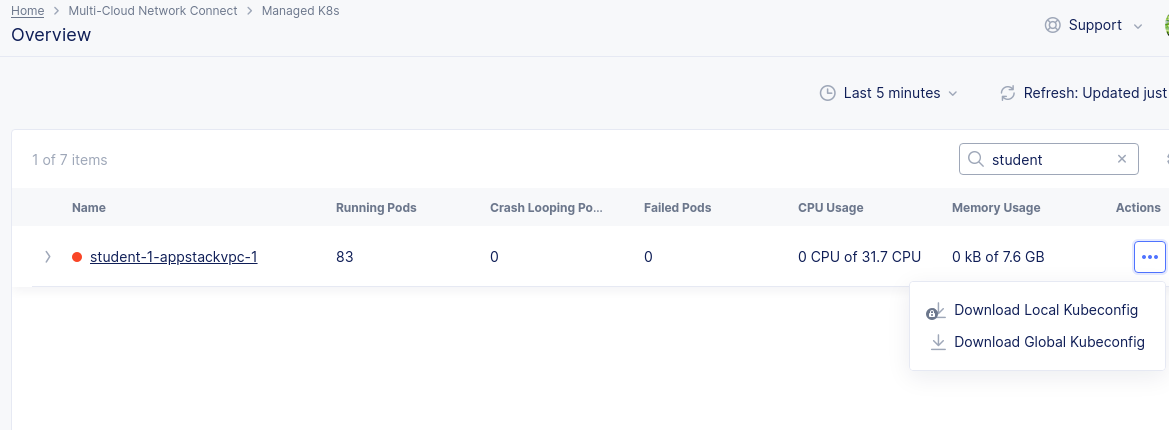 Home > Multi-Cloud Network Connect > Managed K8s
Overview
Support
Last 5 minutes
Refresh: Updated just
1 of 7 items
student
Name Running Pods Crash Looping Po... Failed Pods CPU Usage Memory Usage Actions
student-1-appstackvpc-1 83 0 0 0 CPU of 31.7 CPU 0 kB of 7.6 GB
Download Local Kubeconfig
Download Global Kubeconfig